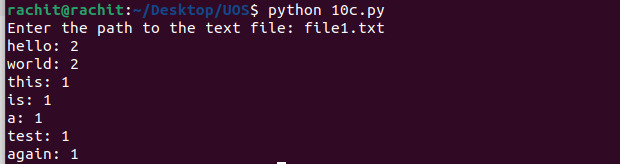 rachit@rachit:~/Desktop/UOS$ python 10c.py
Enter the path to the text file: file1.txt
hello: 2
world: 2
this: 1
is: 1
a: 1
test: 1
again: 1